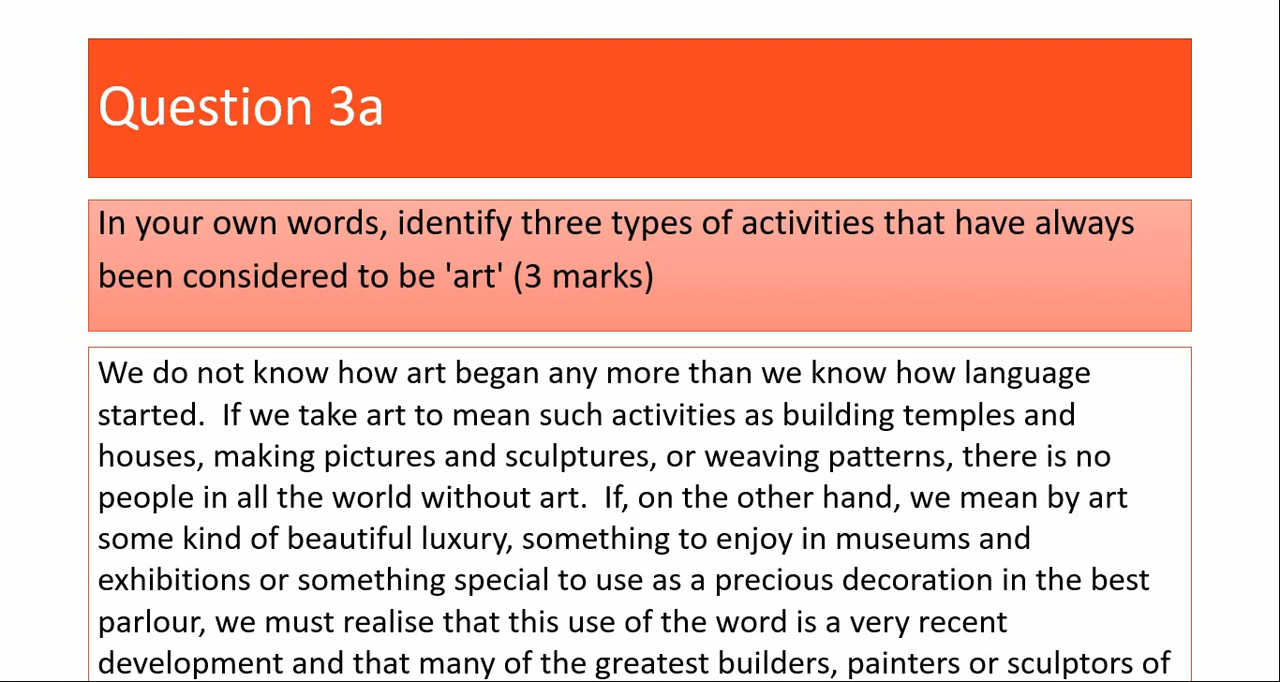 Question 3a
In your own words, identify three types of activities that have always
been considered to be 'art' (3 marks)
We do not know how art began any more than we know how language
started.  If we take art to mean such activities as building temples and
houses, making pictures and sculptures, or weaving patterns, there is no
people in all the world without art.  If, on the other hand, we mean by art
some kind of beautiful luxury, something to enjoy in museums and
exhibitions or something special to use as a precious decoration in the best
parlour, we must realise that this use of the word is a very recent
development and that many of the greatest builders, painters or sculptors of